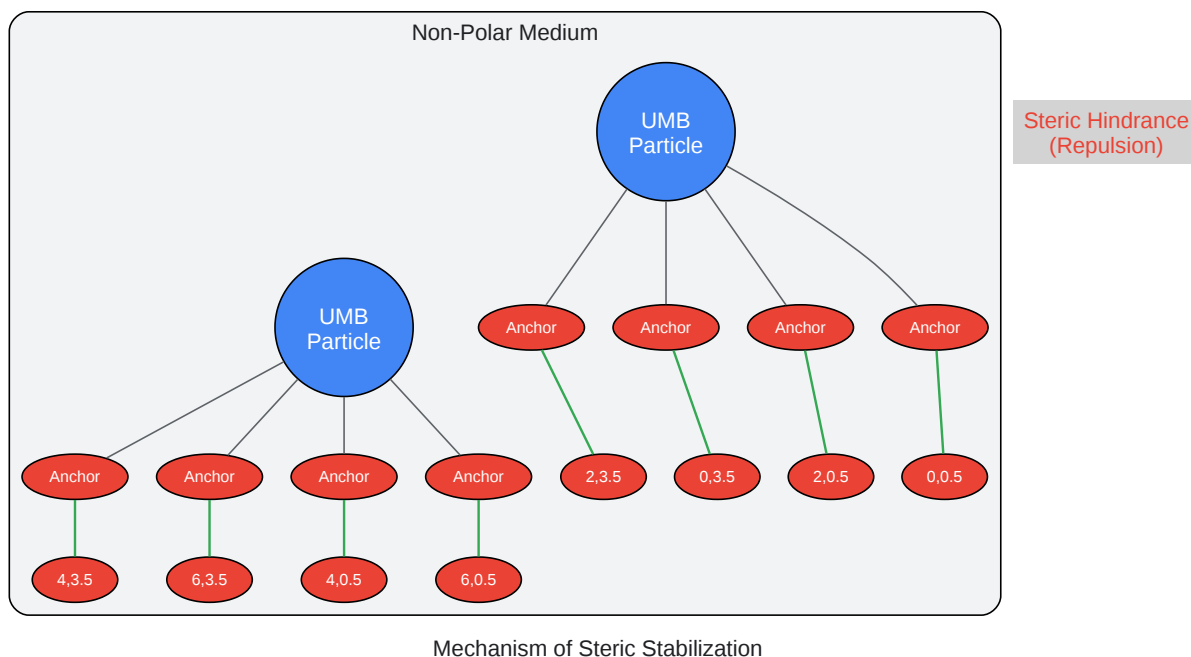 Non-Polar Medium
UMB
Particle
Steric Hindrance
(Repulsion)
Anchor
Anchor
Anchor
Anchor
UMB
Particle
Anchor
Anchor
Anchor
Anchor
2,3.5
0,3.5
2,0.5
0,0.5
4,3.5
6,3.5
4,0.5
6,0.5
Mechanism of Steric Stabilization